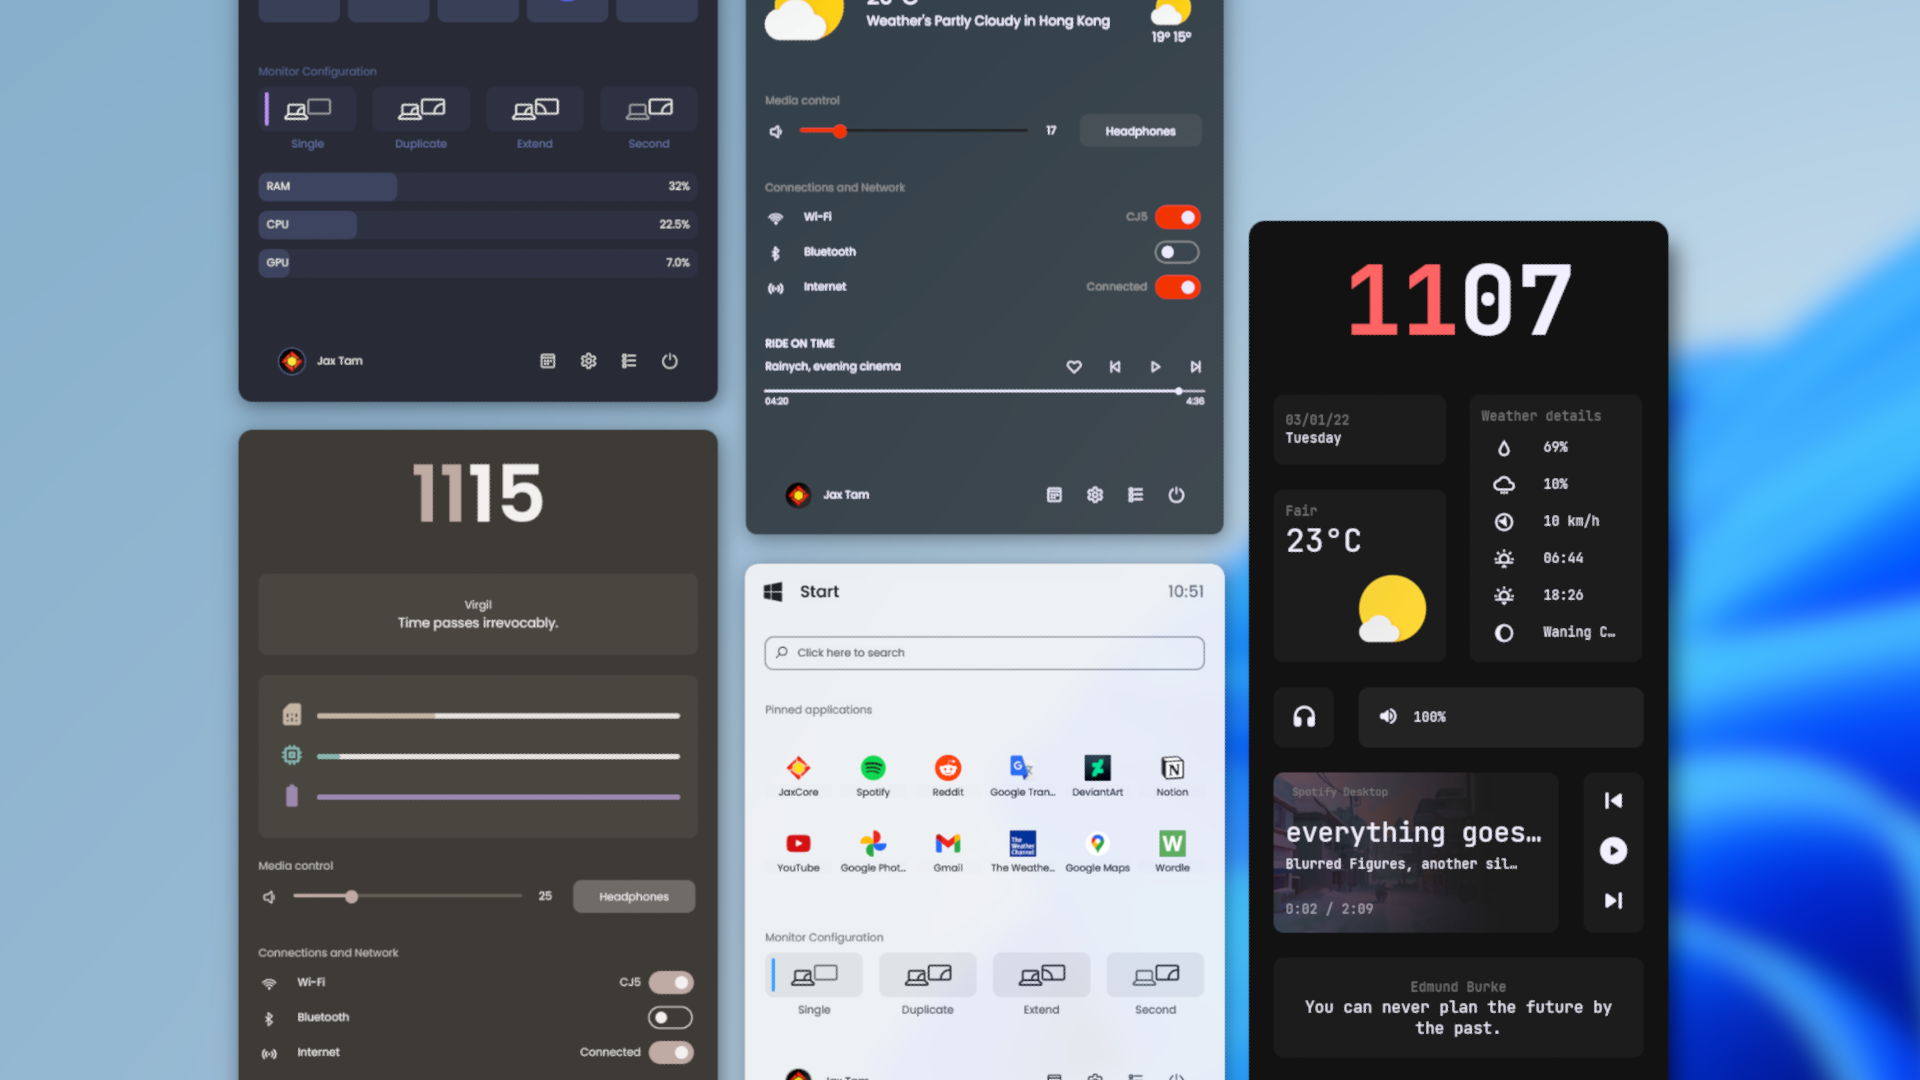 Monitor Configuration
Single
Duplicate
Extend
Second
RAM
32%
CPU
22.5%
GPU
7.0%
Jax Tam
1115
Virgil
Time passes irrevocably.
Media control
25
Headphones
Connections and Network
Wi-Fi
CJ5
Bluetooth
Internet
Connected
Weather's Partly Cloudy in Hong Kong
19° 15°
Media control
17
Headphones
Connections and Network
Wi-Fi
CJ5
Bluetooth
Internet
Connected
RIDE ON TIME
Rainych, evening cinema
04:20
4:36
Jax Tam
Start
10:51
Click here to search
Pinned applications
JaxCore
Spotify
Reddit
Google Tran...
DeviantArt
Notion
YouTube
Google Phot...
Gmail
The Weathe...
Google Maps
Wordle
Monitor Configuration
Single
Duplicate
Extend
Second
1107
03/01/22
Tuesday
Weather details
69%
10%
10 km/h
06:44
18:26
Waning C…
Fair
23°C
100%
Spotify Desktop
everything goes…
Blurred Figures, another sil…
0:02 / 2:09
Edmund Burke
You can never plan the future by
the past.